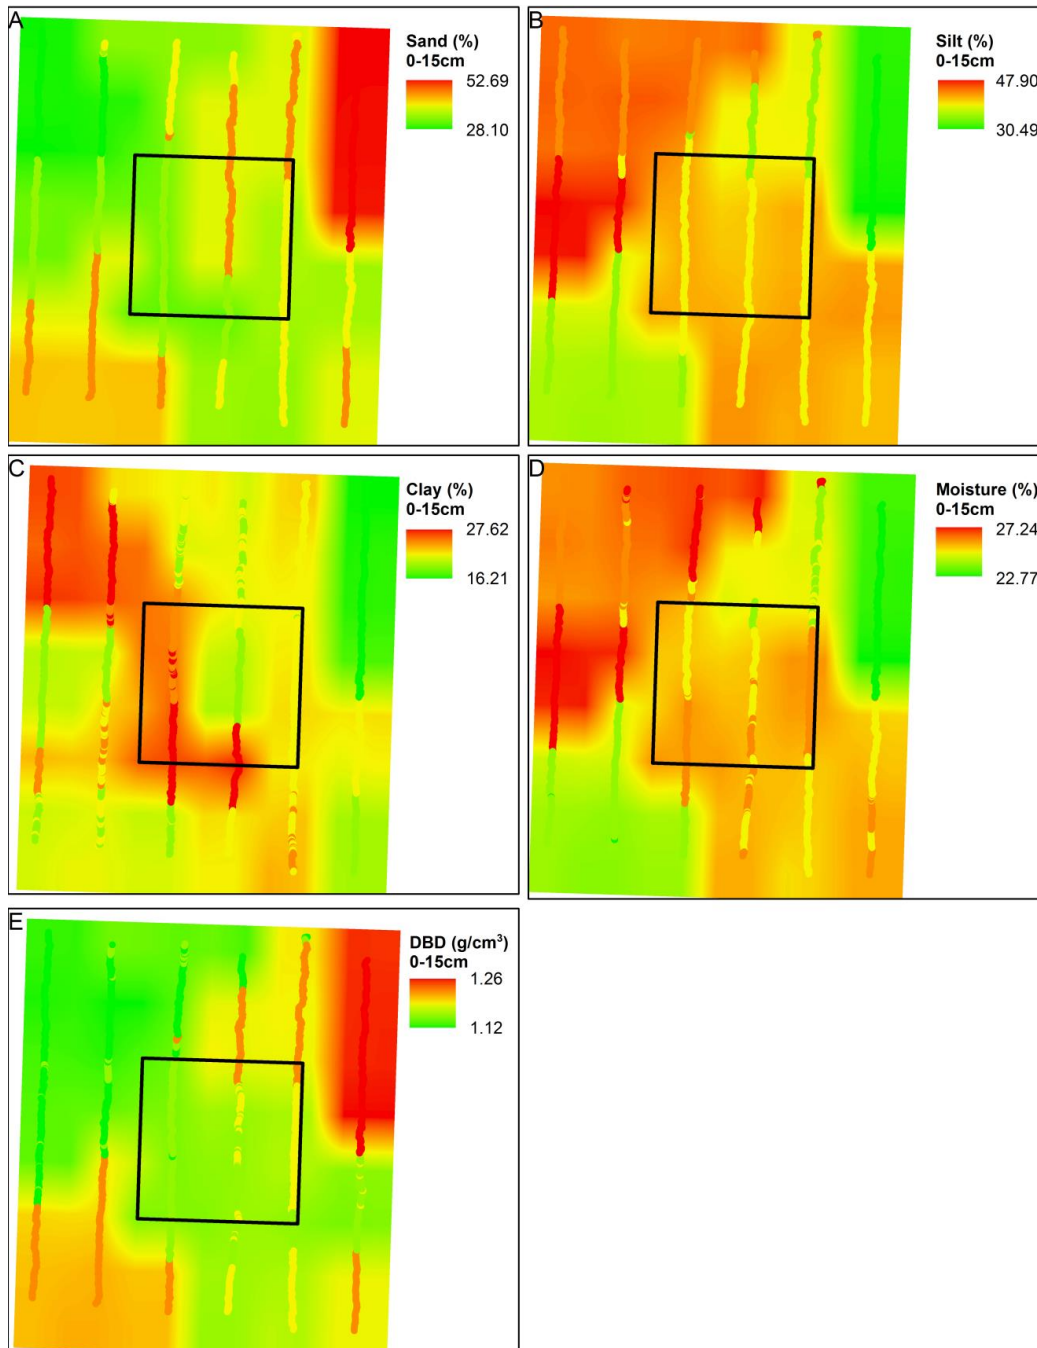 A
Sand (%)
0-15cm
52.69
28.10
B
Silt (%)
0-15cm
47.90
30.49
C
Clay (%)
0-15cm
27.62
16.21
D
Moisture (%)
0-15cm
27.24
22.77
E
DBD (g/cm³)
0-15cm
1.26
1.12